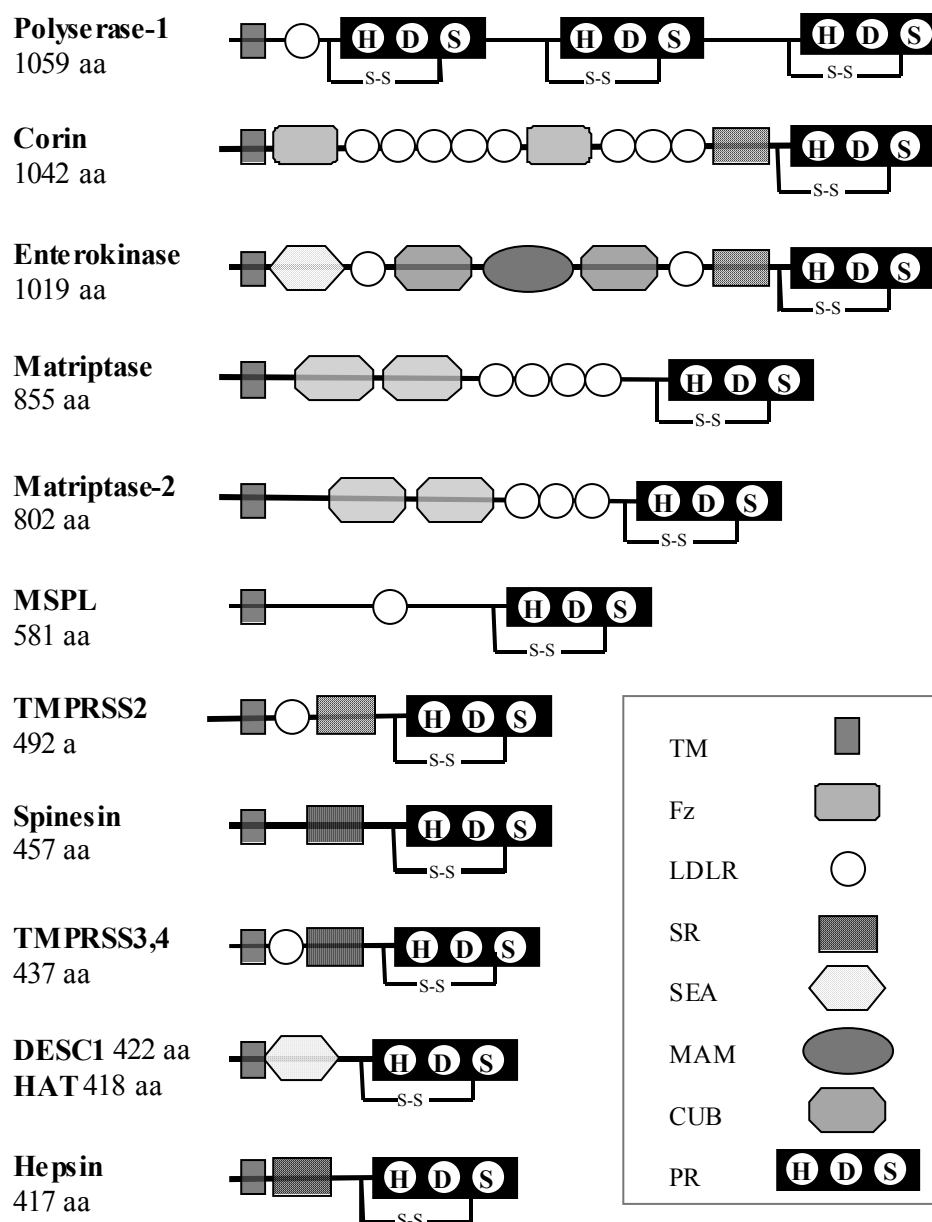 Polyserase-1
1059 aa
H D S H D S H D S
S-S S-S S-S
Corin
1042 aa
H D S
S-S
Enterokinase
1019 aa
H D S
S-S
Matriptase
855 aa
H D S
S-S
Matriptase-2
802 aa
H D S
S-S
MSPL
581 aa
H D S
S-S
TMPRSS2
492 a
H D S
S-S
Spinesin
457 aa
H D S
S-S
TMPRSS3,4
437 aa
H D S
S-S
DESC1 422 aa
HAT 418 aa
H D S
S-S
Hepsin
417 aa
H D S
S-S
TM
Fz
LDLR
SR
SEA
MAM
CUB
PR H D S